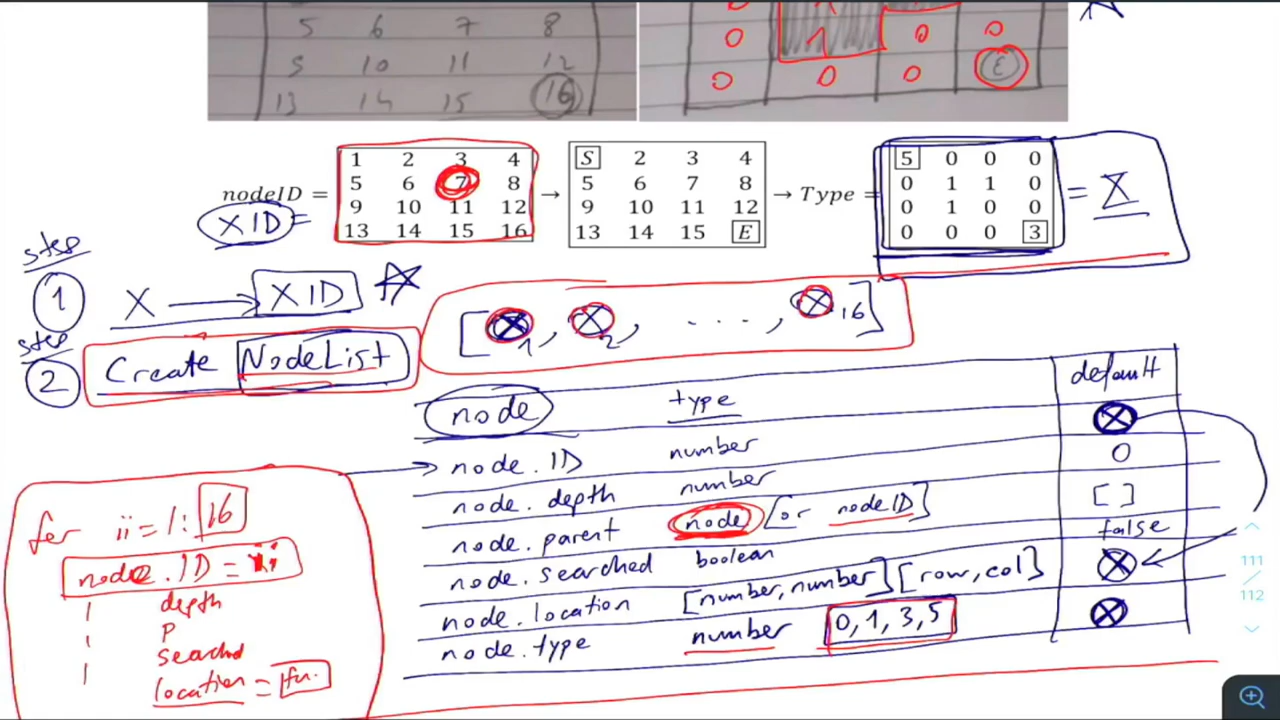 5 6 7 8
9 10 11 12
13 14 15 16
0 1 0 0
0 0 0 E
nodeID = 1 2 3 4 → S 2 3 4 → Type = 5 0 0 0 = X
5 6 7 8 5 6 7 8 0 1 1 0
9 10 11 12 9 10 11 12 0 1 0 0
13 14 15 16 13 14 15 E 0 0 0 3
XID =
step
1 X → XID
[⊗1, ⊗2, ...., ⊗16]
step
2 Create NodeList
node type default
node.ID number ⊗
node.depth number 0
node.parent node [or nodeID] [ ]
node.searched boolean false
node.location [number, number] [row, col] ⊗
node.type number 0, 1, 3, 5 ⊗
for ii = 1:16
node.ID = ii
depth
P
searched
location = fn.
111
112